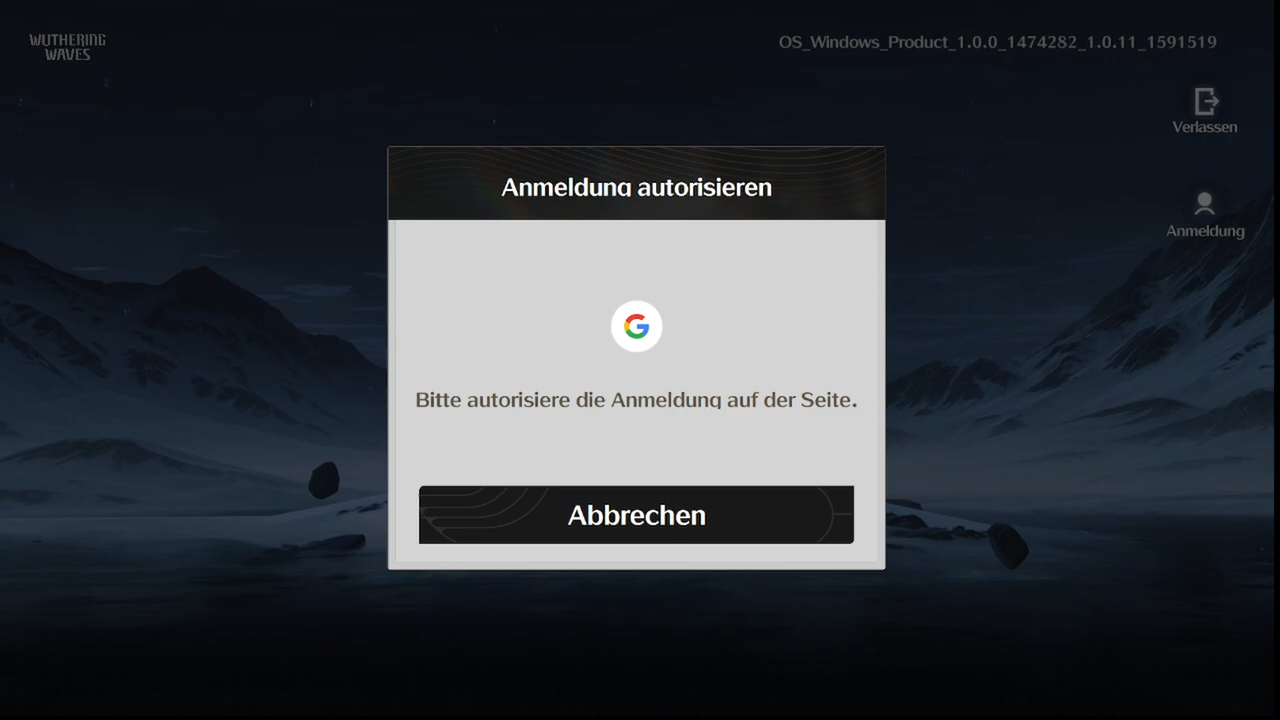 WUTHERING
WAVES
OS_Windows_Product_1.0.0_1474282_1.0.11_1591519
Verlassen
Anmeldung autorisieren
Anmeldung
Bitte autorisiere die Anmeldung auf der Seite.
Abbrechen